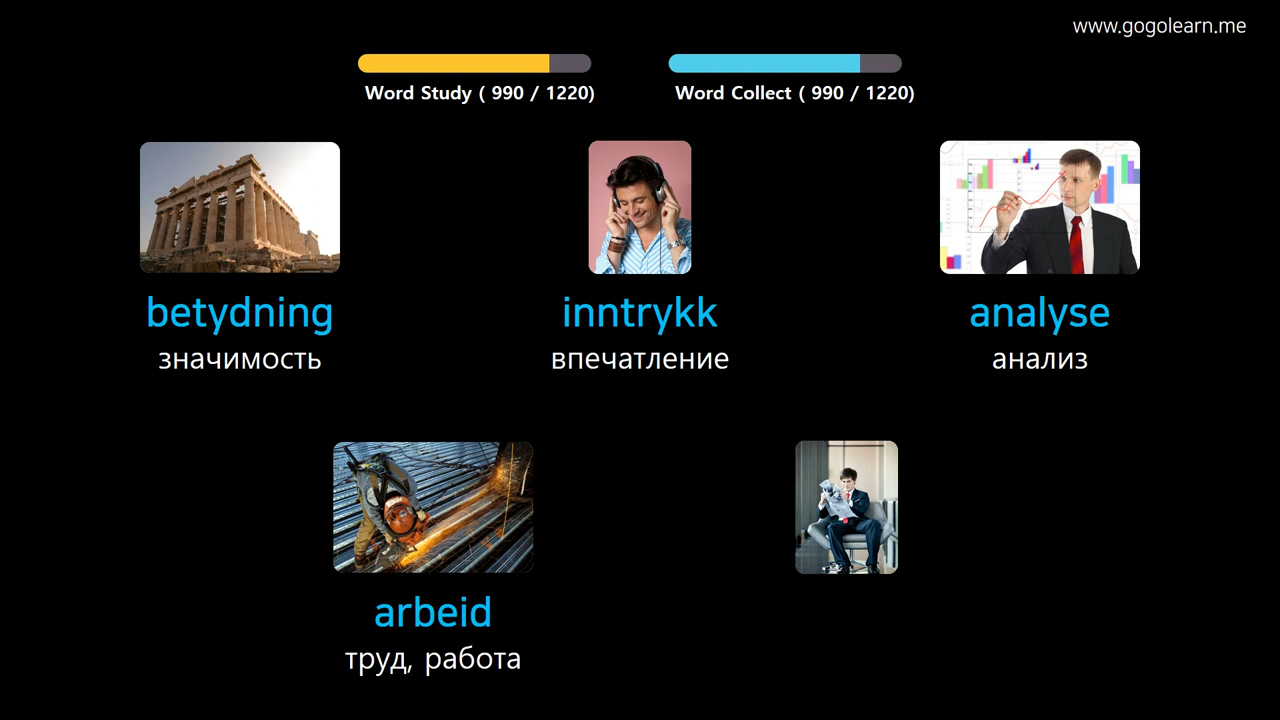 www.gogolearn.me
Word Study ( 990 / 1220)
Word Collect ( 990 / 1220)
betydning
значимость
inntrykk
впечатление
analyse
анализ
arbeid
труд, работа